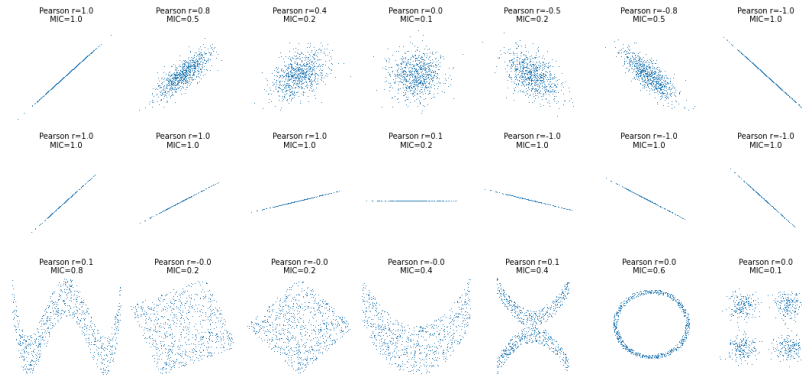 Pearson r=1.0
MIC=1.0
Pearson r=0.8
MIC=0.5
Pearson r=0.4
MIC=0.2
Pearson r=0.0
MIC=0.1
Pearson r=-0.5
MIC=0.2
Pearson r=-0.8
MIC=0.5
Pearson r=-1.0
MIC=1.0
Pearson r=1.0
MIC=1.0
Pearson r=1.0
MIC=1.0
Pearson r=1.0
MIC=1.0
Pearson r=0.1
MIC=0.2
Pearson r=-1.0
MIC=1.0
Pearson r=-1.0
MIC=1.0
Pearson r=-1.0
MIC=1.0
Pearson r=0.1
MIC=0.8
Pearson r=-0.0
MIC=0.2
Pearson r=-0.0
MIC=0.2
Pearson r=-0.0
MIC=0.4
Pearson r=0.1
MIC=0.4
Pearson r=0.0
MIC=0.6
Pearson r=0.0
MIC=0.1